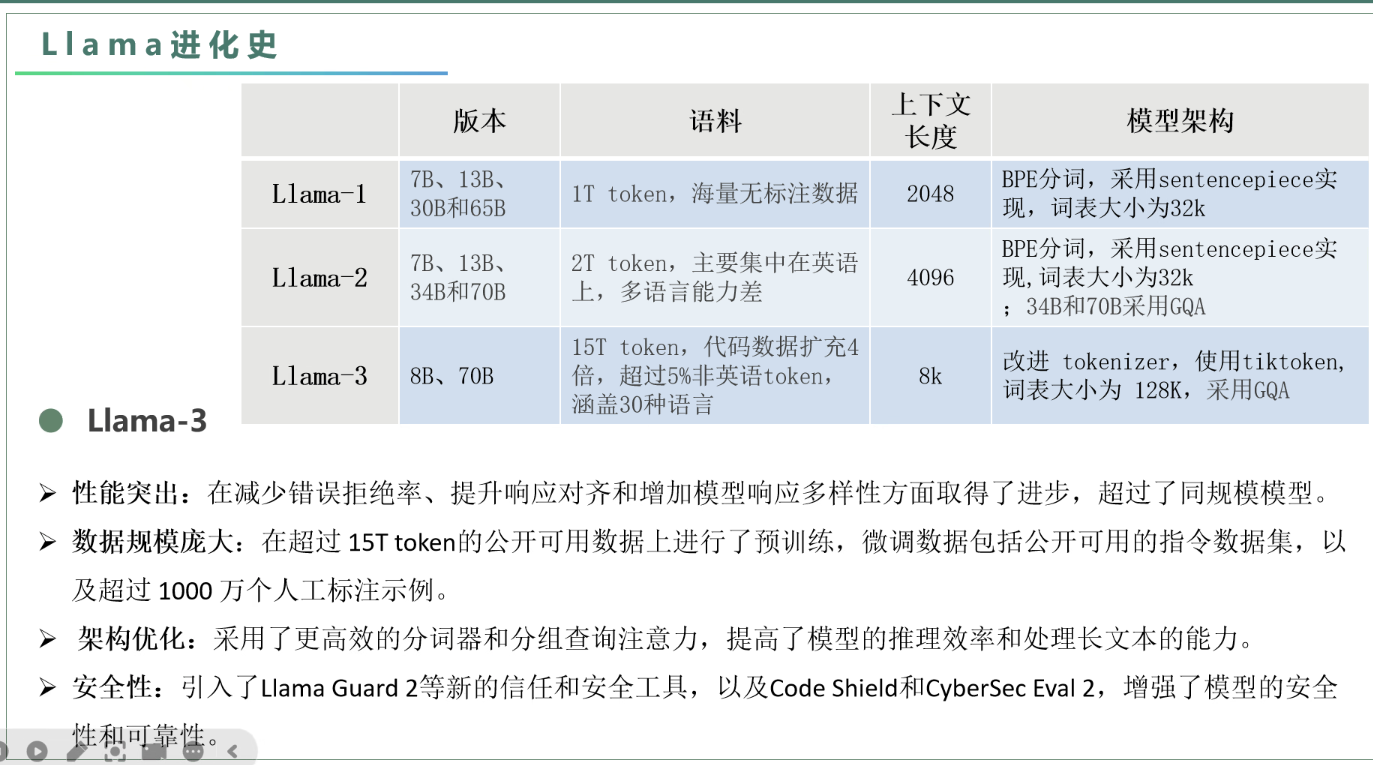 Llama进化史
版本
语料
上下文
长度
模型架构
Llama-1
7B、13B、
30B和65B
1T token，海量无标注数据
2048
BPE分词，采用sentencepiece实
现，词表大小为32k
Llama-2
7B、13B、
34B和70B
2T token，主要集中在英语
上，多语言能力差
4096
BPE分词，采用sentencepiece实
现,词表大小为32k
；34B和70B采用GQA
Llama-3
8B、70B
15T token，代码数据扩充4
倍，超过5%非英语token，
涵盖30种语言
8k
改进 tokenizer，使用tiktoken,
词表大小为 128K，采用GQA
Llama-3
性能突出：在减少错误拒绝率、提升响应对齐和增加模型响应多样性方面取得了进步，超过了同规模模型。
数据规模庞大：在超过 15T token的公开可用数据上进行了预训练，微调数据包括公开可用的指令数据集，以
及超过 1000 万个人工标注示例。
架构优化：采用了更高效的分词器和分组查询注意力，提高了模型的推理效率和处理长文本的能力。
安全性：引入了Llama Guard 2等新的信任和安全工具，以及Code Shield和CyberSec Eval 2，增强了模型的安全
性和可靠性。